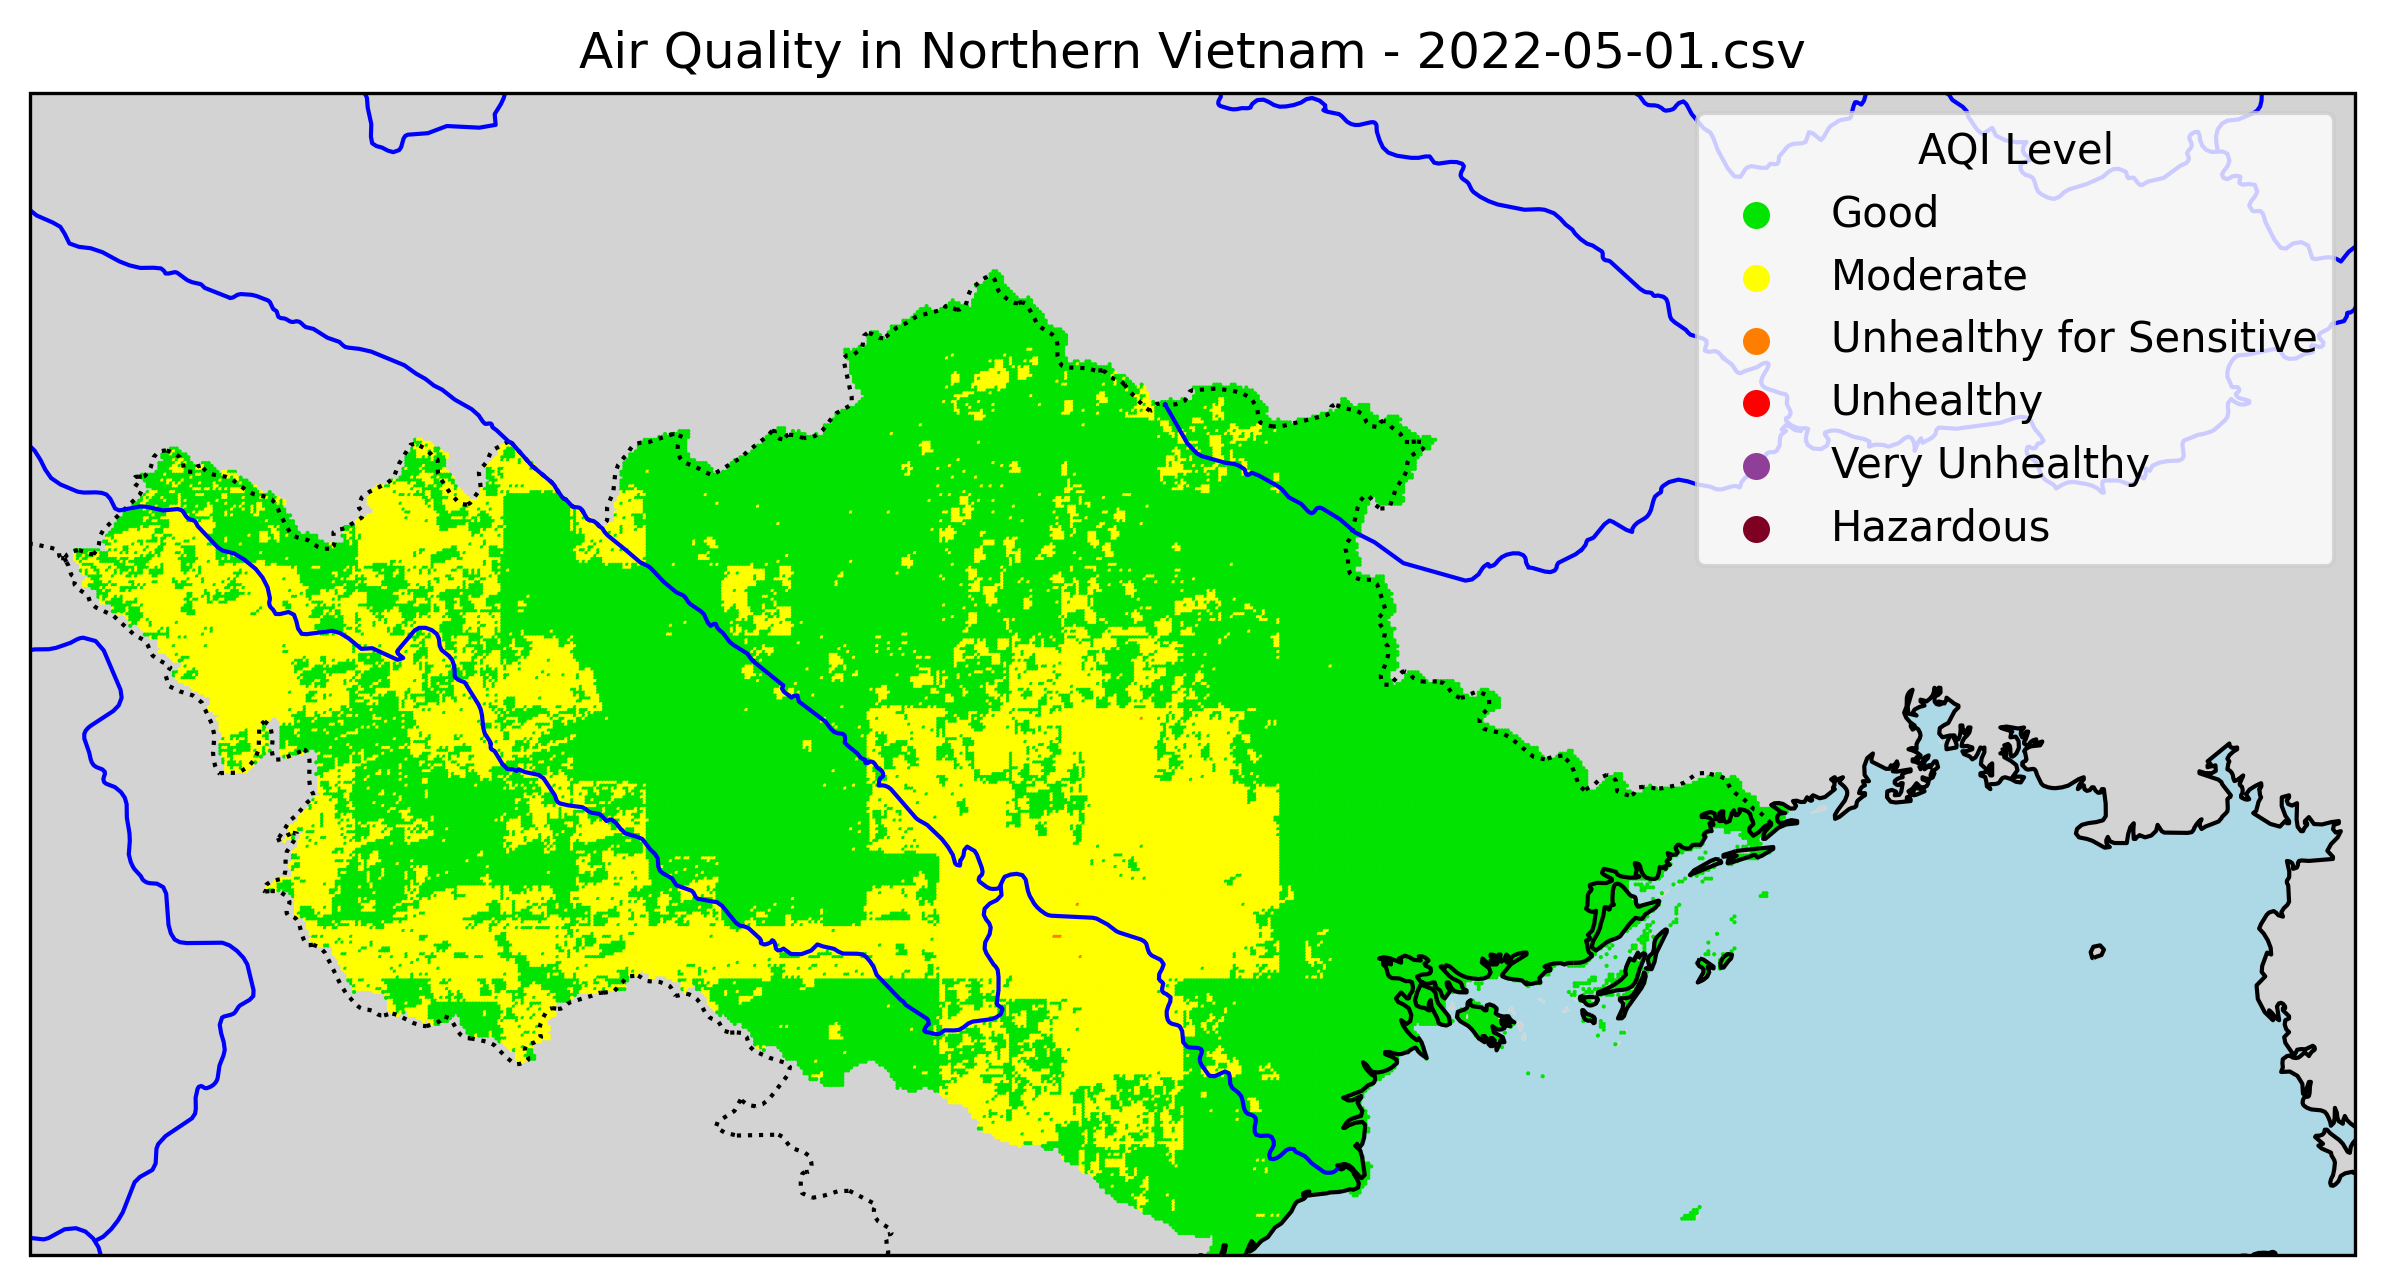 Air Quality in Northern Vietnam - 2022-05-01.csv
AQI Level
Good
Moderate
Unhealthy for Sensitive
Unhealthy
Very Unhealthy
Hazardous